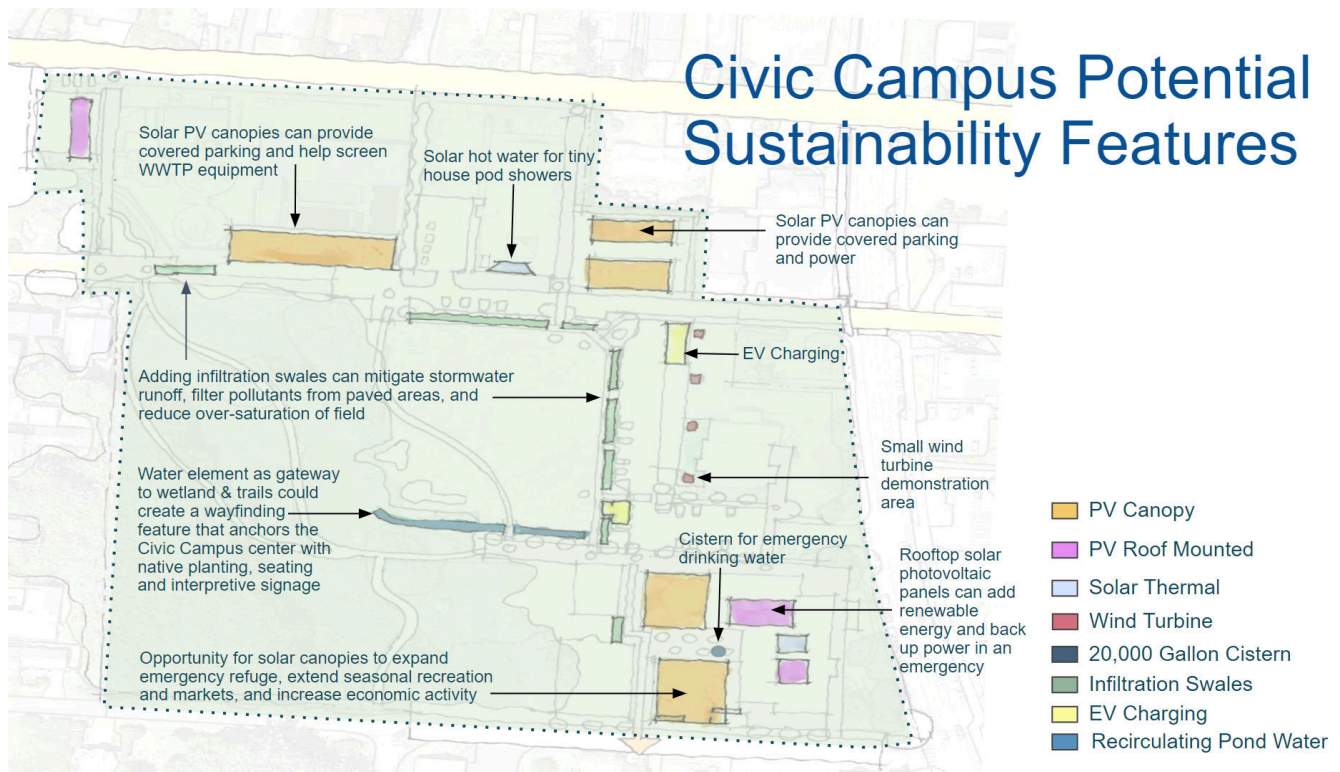 Civic Campus Potential
Sustainability Features
Solar PV canopies can provide
covered parking and help screen
WWTP equipment
Solar hot water for tiny
house pod showers
Solar PV canopies can
provide covered parking
and power
EV Charging
Adding infiltration swales can mitigate stormwater
runoff, filter pollutants from paved areas, and
reduce over-saturation of field
Small wind
turbine
demonstration
area
Water element as gateway
to wetland & trails could
create a wayfinding
feature that anchors the
Civic Campus center with
native planting, seating
and interpretive signage
Cistern for emergency
drinking water
Rooftop solar
photovoltaic
panels can add
renewable
energy and back
up power in an
emergency
Opportunity for solar canopies to expand
emergency refuge, extend seasonal recreation
and markets, and increase economic activity
PV Canopy
PV Roof Mounted
Solar Thermal
Wind Turbine
20,000 Gallon Cistern
Infiltration Swales
EV Charging
Recirculating Pond Water